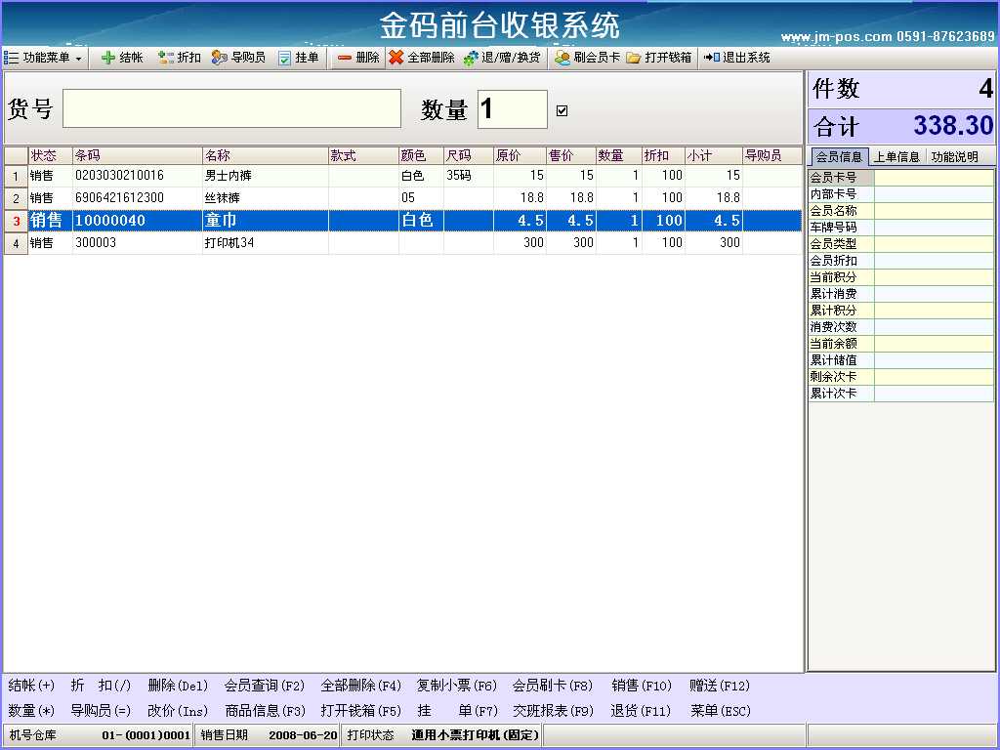 金码前台收银系统
www.jm-pos.com 0591-87623689
功能菜单 结帐 折扣 导购员 挂单 删除 全部删除 退/赠/换货 刷会员卡 打开钱箱 退出系统
货号 数量 1
件数 4
合计 338.30
会员信息 上单信息 功能说明
状态 条码 名称 款式 颜色 尺码 原价 售价 数量 折扣 小计 导购员
1 销售 0203030210016 男士内裤 白色 35码 15 15 1 100 15
2 销售 6906421612300 丝袜裤 05 18.8 18.8 1 100 18.8
3 销售 10000040 童巾 白色 4.5 4.5 1 100 4.5
4 销售 300003 打印机34 300 300 1 100 300
会员卡号
内部卡号
会员名称
车牌号码
会员类型
会员折扣
当前积分
累计消费
累计积分
消费次数
当前余额
累计储值
剩余次卡
累计次卡
结帐(+) 折 扣(/) 删除(Del) 会员查询(F2) 全部删除(F4) 复制小票(F6) 会员刷卡(F8) 销售(F10) 赠送(F12)
数量(*) 导购员(=) 改价(Ins) 商品信息(F3) 打开钱箱(F5) 挂 单(F7) 交班报表(F9) 退货(F11) 菜单(ESC)
机号仓库 01-(0001)0001 销售日期 2008-06-20 打印状态 通用小票打印机(固定)